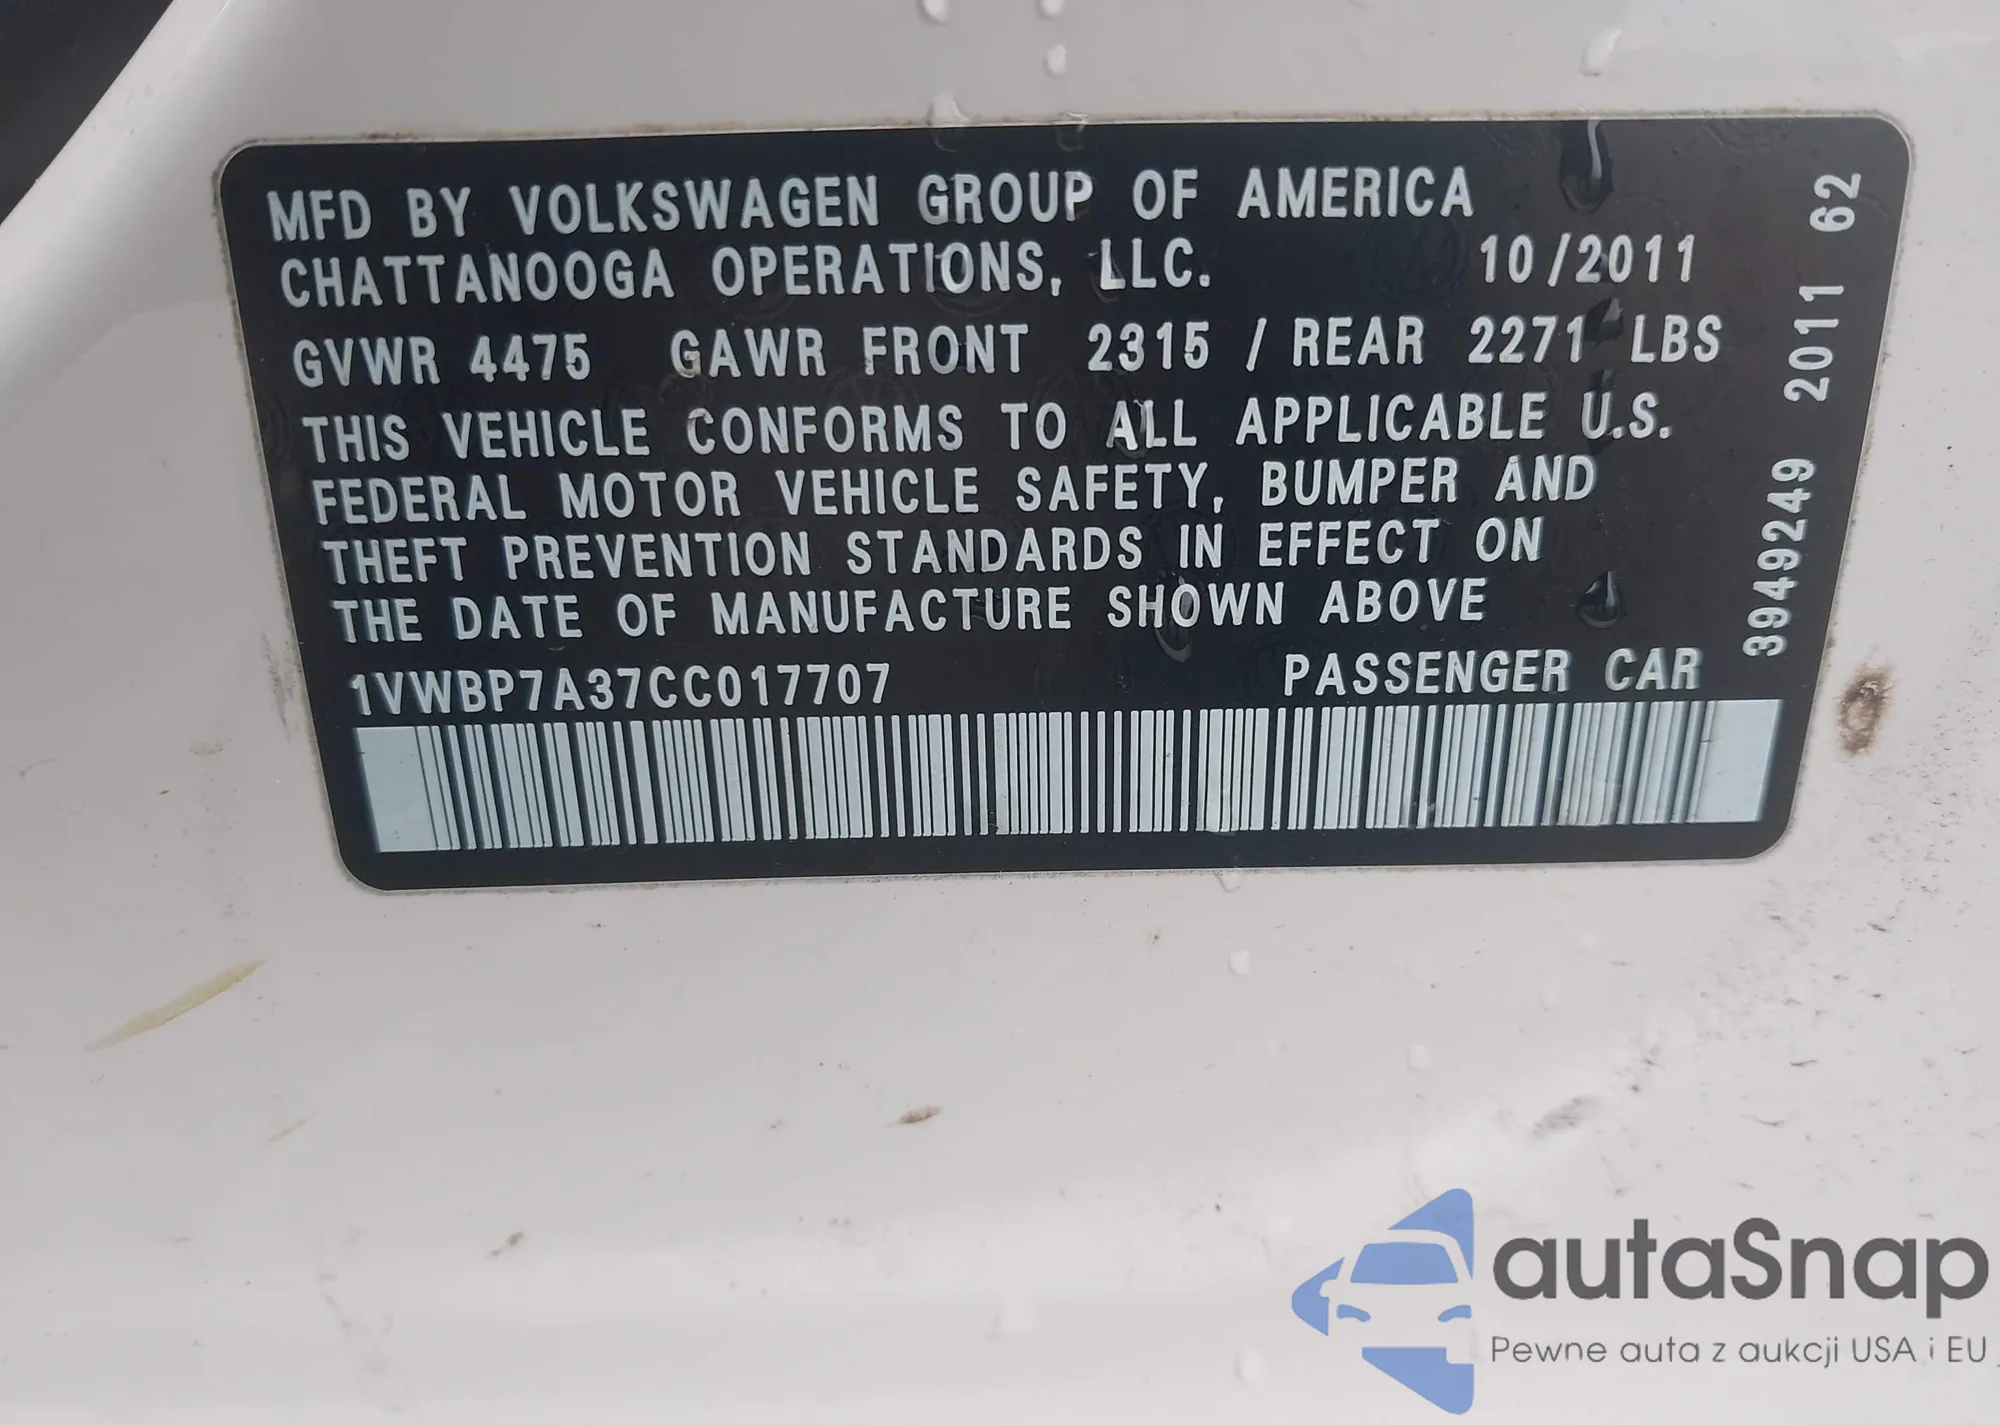 MFD BY VOLKSWAGEN GROUP OF AMERICA
CHATTANOOGA OPERATIONS, LLC. 10/2011
GVWR 4475 GAWR FRONT 2315 / REAR 2271 LBS
THIS VEHICLE CONFORMS TO ALL APPLICABLE U.S.
FEDERAL MOTOR VEHICLE SAFETY, BUMPER AND
THEFT PREVENTION STANDARDS IN EFFECT ON
THE DATE OF MANUFACTURE SHOWN ABOVE
1VWBP7A37CC017707 PASSENGER CAR
3949249 2011 62
autaSnap
Pewne auta z aukcji USA i EU